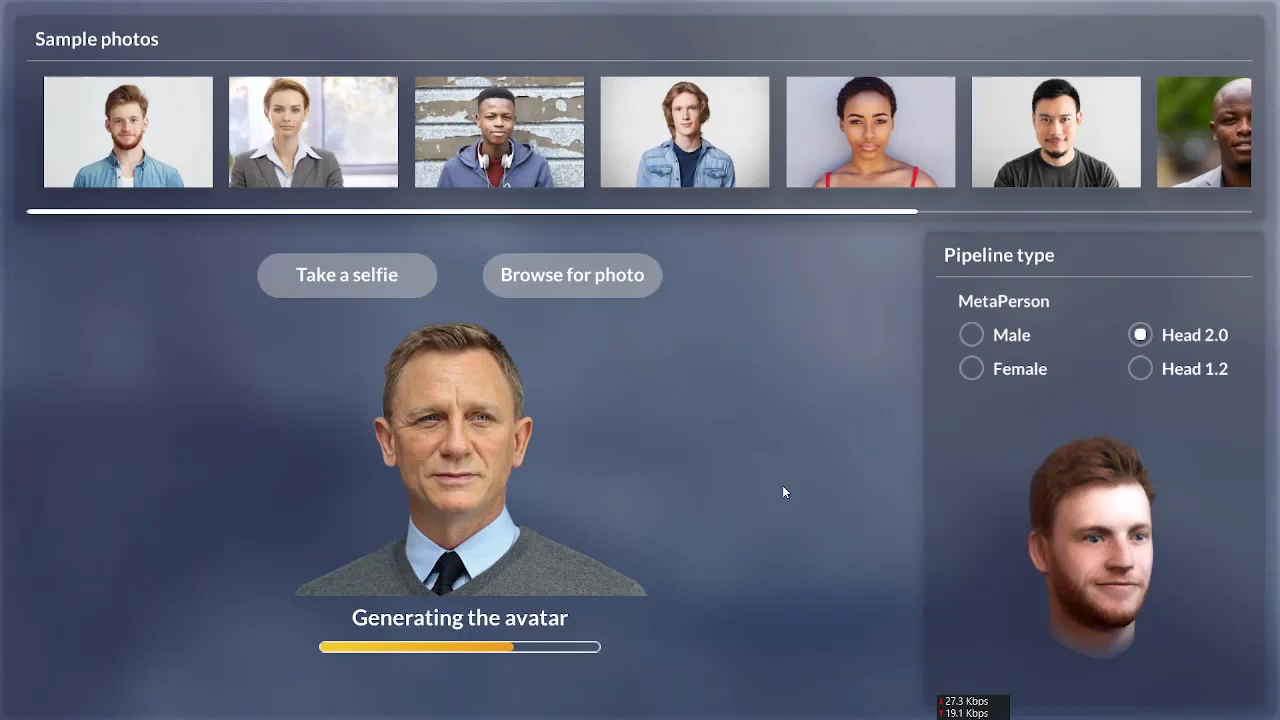 Sample photos
Take a selfie
Browse for photo
Generating the avatar
Pipeline type
MetaPerson
Male
Head 2.0
Female
Head 1.2
27.3 Kbps
19.1 Kbps